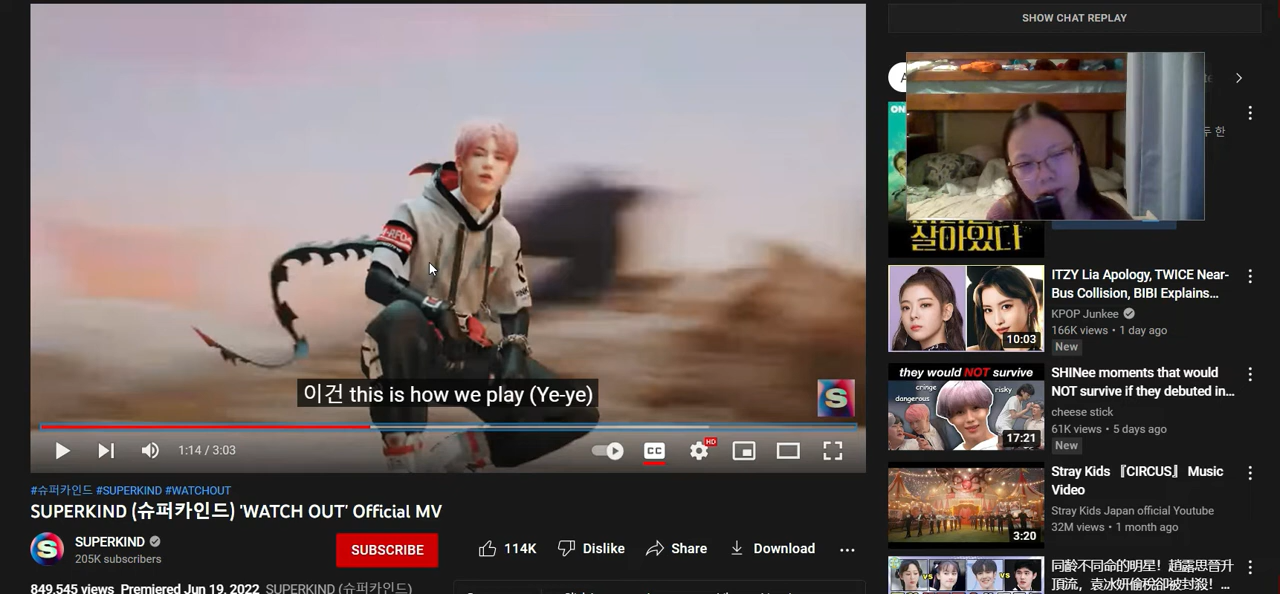 SHOW CHAT REPLAY
ON
두 한
살아있다
이건 this is how we play (Ye-ye)
S
1:14 / 3:03
CC
HD
#슈퍼카인드 #SUPERKIND #WATCHOUT
SUPERKIND (슈퍼카인드) 'WATCH OUT' Official MV
S
SUPERKIND
205K subscribers
SUBSCRIBE
114K
Dislike
Share
Download
849,545 views Premiered Jun 19, 2022 SUPERKIND (슈퍼카인드)
10:03
ITZY Lia Apology, TWICE Near-
Bus Collision, BIBI Explains...
KPOP Junkee
166K views • 1 day ago
New
they would NOT survive
cringe
dangerous
risky
17:21
SHINee moments that would
NOT survive if they debuted in...
cheese stick
61K views • 5 days ago
New
3:20
Stray Kids 『CIRCUS』 Music
Video
Stray Kids Japan official Youtube
32M views • 1 month ago
vs
vs
同齡不同命的明星！趙露思晉升
頂流，袁冰妍偷稅卻被封殺！...